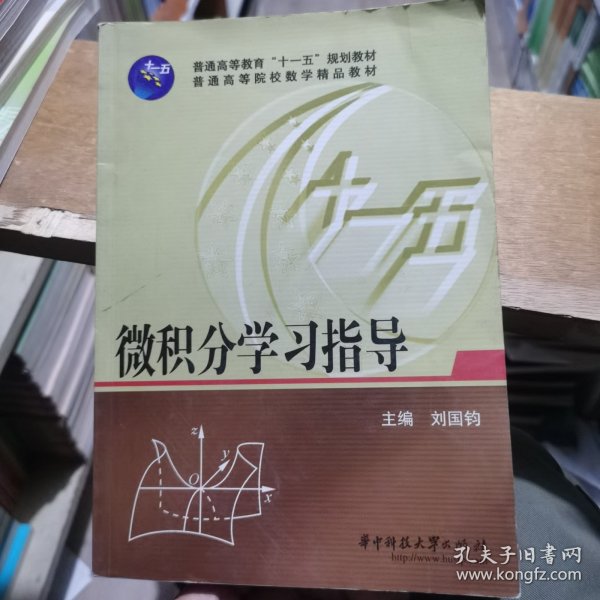 十一五
普通高等教育“十一五”规划教材
普通高等院校数学精品教材
十一五
微积分学习指导
主编 刘国钧
z
y
O
x
华中科技大学出版社
http://www.hu
孔夫子旧书网
www.kongfz.com